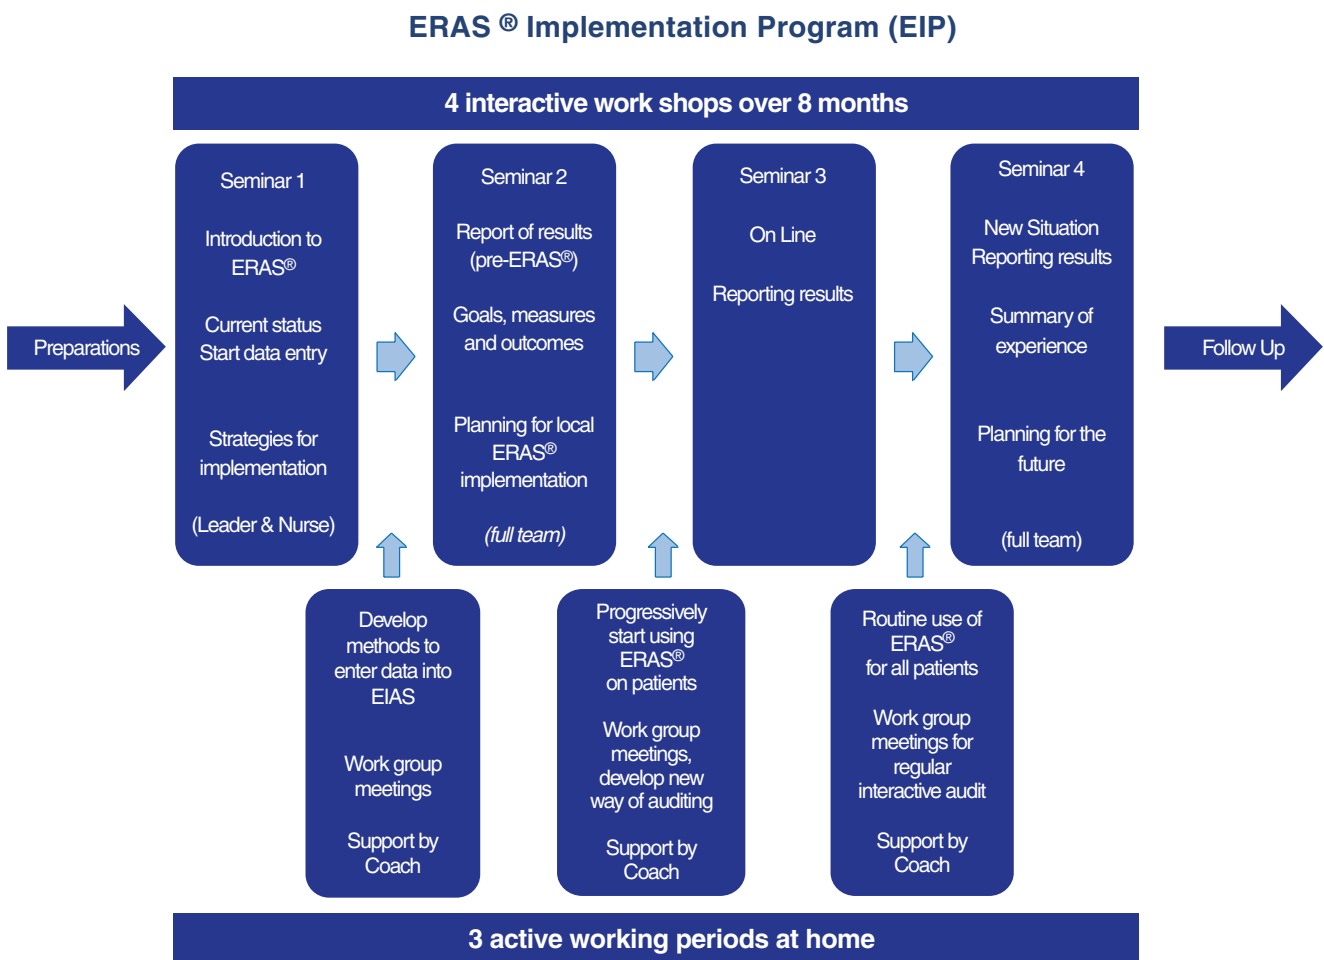 ERAS ® Implementation Program (EIP)
4 interactive work shops over 8 months
Preparations
Seminar 1
Introduction to
ERAS®
Current status
Start data entry
Strategies for
implementation
(Leader & Nurse)
Seminar 2
Report of results
(pre-ERAS®)
Goals, measures
and outcomes
Planning for local
ERAS®
implementation
(full team)
Seminar 3
On Line
Reporting results
Seminar 4
New Situation
Reporting results
Summary of
experience
Planning for the
future
(full team)
Follow Up
Develop
methods to
enter data into
EIAS
Work group
meetings
Support by
Coach
Progressively
start using
ERAS®
on patients
Work group
meetings,
develop new
way of auditing
Support by
Coach
Routine use of
ERAS®
for all patients
Work group
meetings for
regular
interactive audit
Support by
Coach
3 active working periods at home